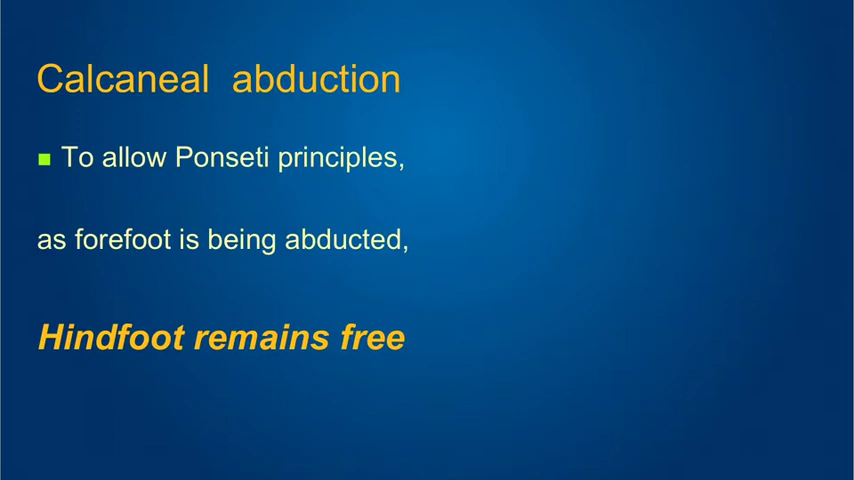 Calcaneal abduction
To allow Ponseti principles,
as forefoot is being abducted,
Hindfoot remains free